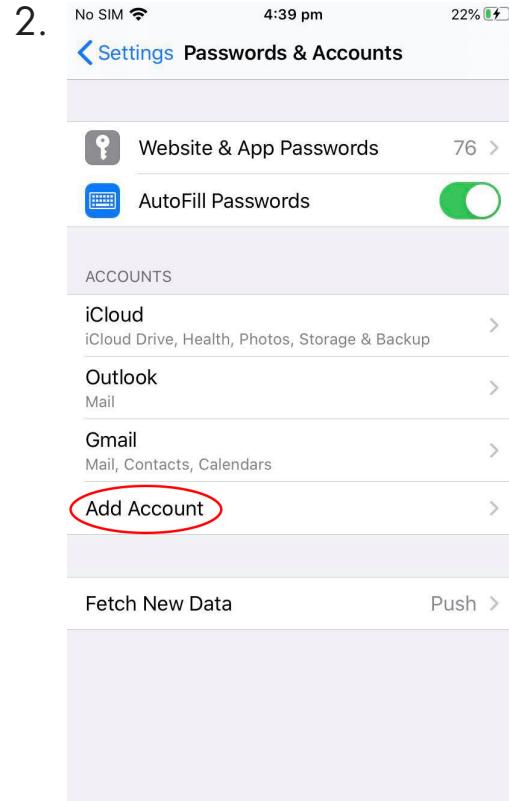 2.
No SIM 4:39 pm 22%
Settings Passwords & Accounts
Website & App Passwords 76
AutoFill Passwords
ACCOUNTS
iCloud
iCloud Drive, Health, Photos, Storage & Backup
Outlook
Mail
Gmail
Mail, Contacts, Calendars
Add Account
Fetch New Data Push